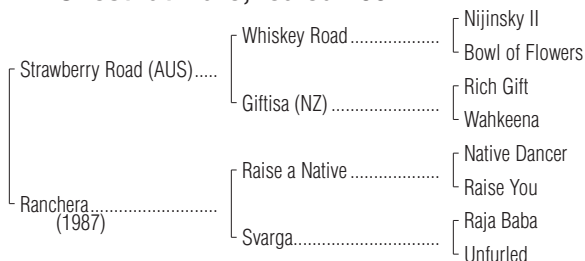 Whiskey Road.................... Nijinsky II
Bowl of Flowers
Strawberry Road (AUS).....
Giftisa (NZ) ........................ Rich Gift
Wahkeena
Raise a Native .................... Native Dancer
Raise You
Ranchera............................
(1987)
Svarga................................. Raja Baba
Unfurled